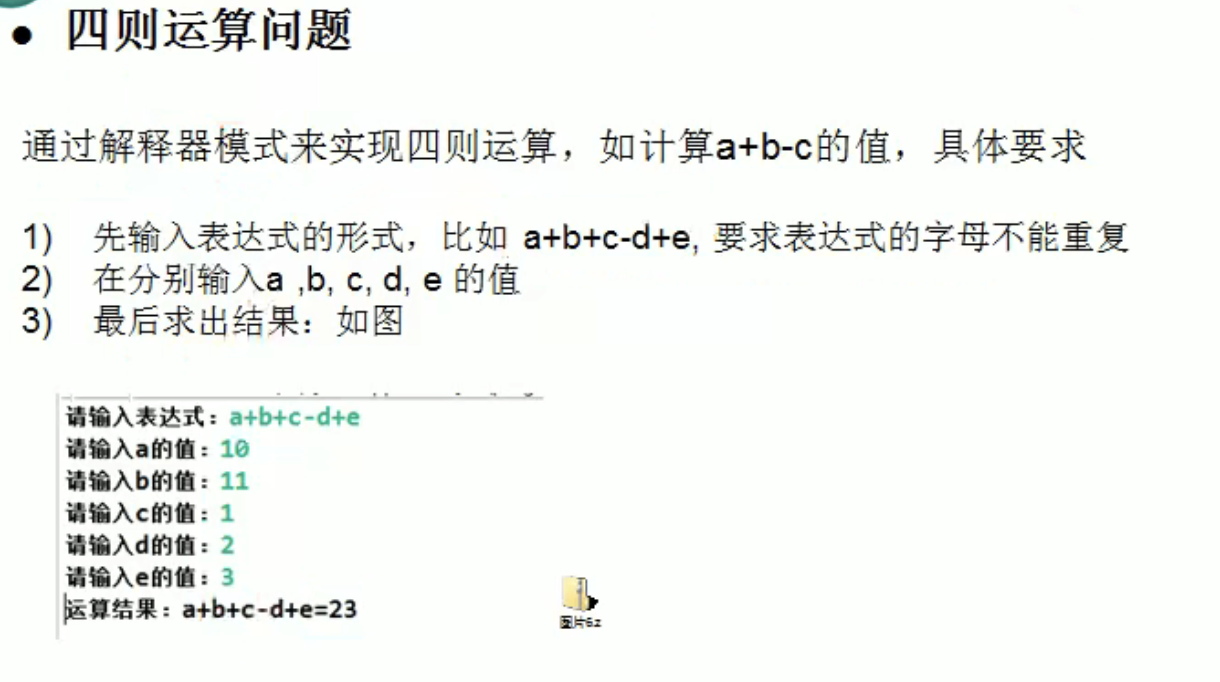 四则运算问题
通过解释器模式来实现四则运算，如计算a+b-c的值，具体要求
1) 先输入表达式的形式，比如 a+b+c-d+e, 要求表达式的字母不能重复
2) 在分别输入a ,b, c, d, e 的值
3) 最后求出结果：如图
请输入表达式：a+b+c-d+e
请输入a的值：10
请输入b的值：11
请输入c的值：1
请输入d的值：2
请输入e的值：3
运算结果：a+b+c-d+e=23
图片6.z